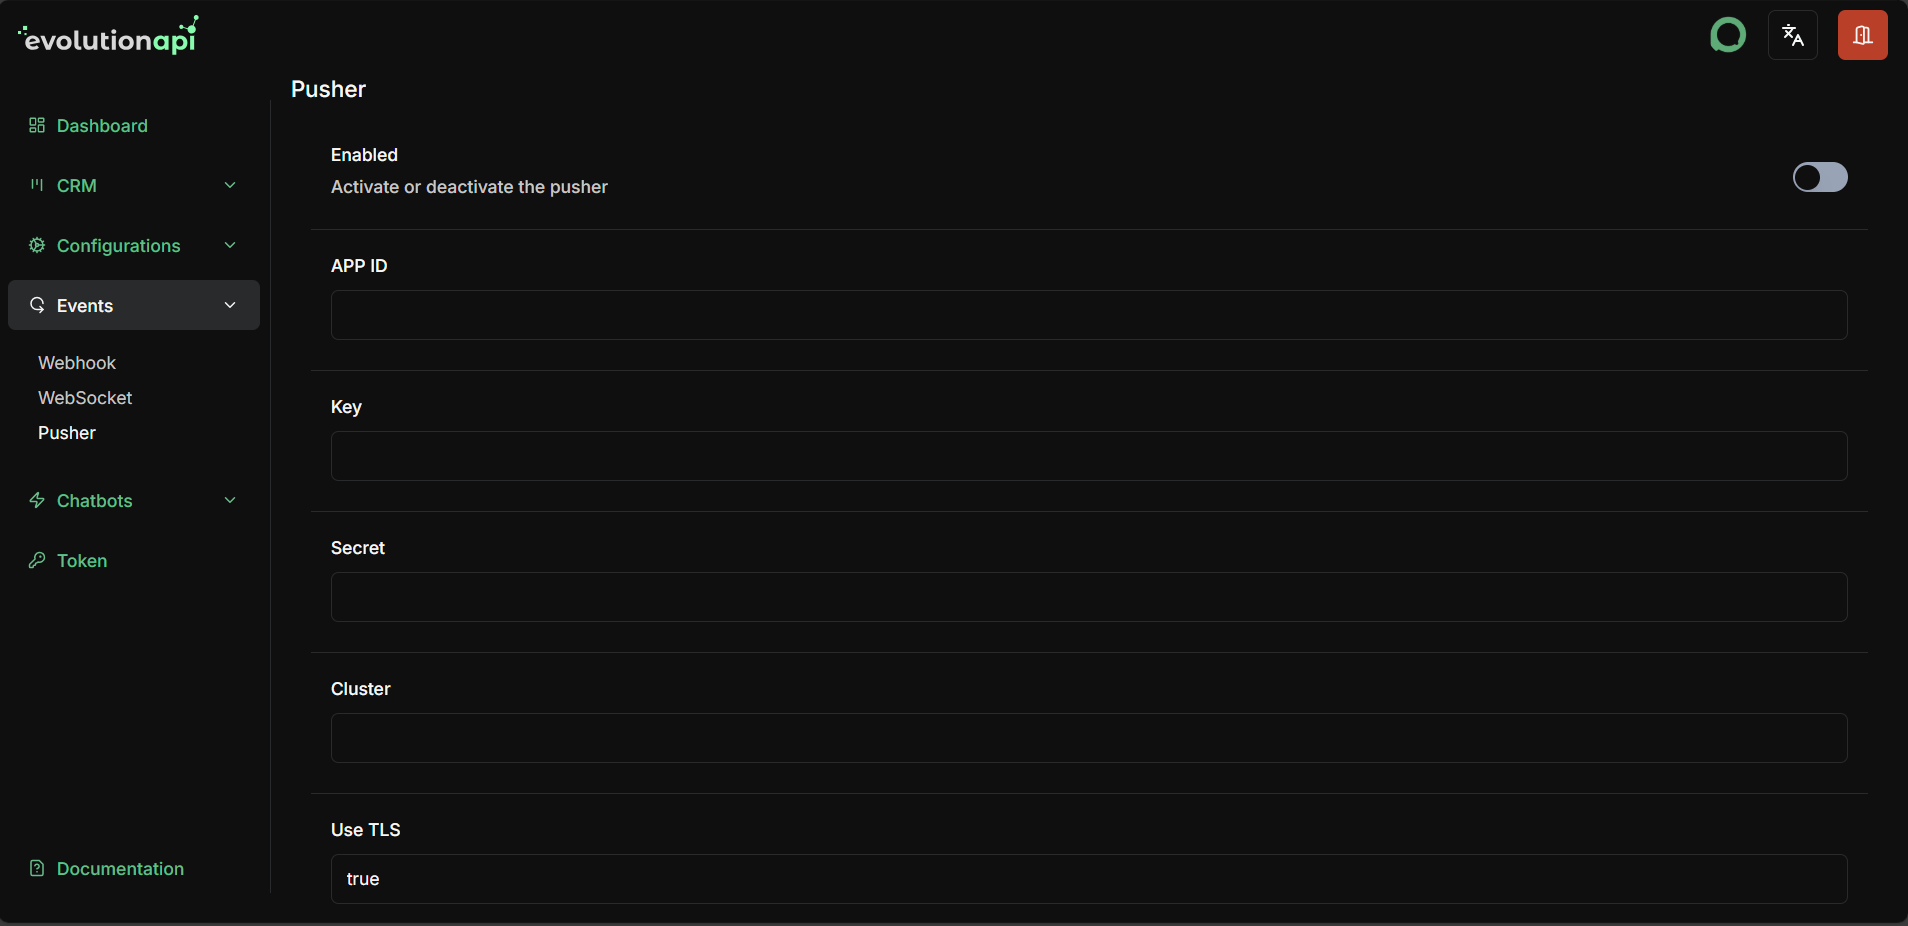 evolutionapi
Pusher
Dashboard
CRM
Configurations
Events
Webhook
WebSocket
Pusher
Chatbots
Token
Documentation
Enabled
Activate or deactivate the pusher
APP ID
Key
Secret
Cluster
Use TLS
true